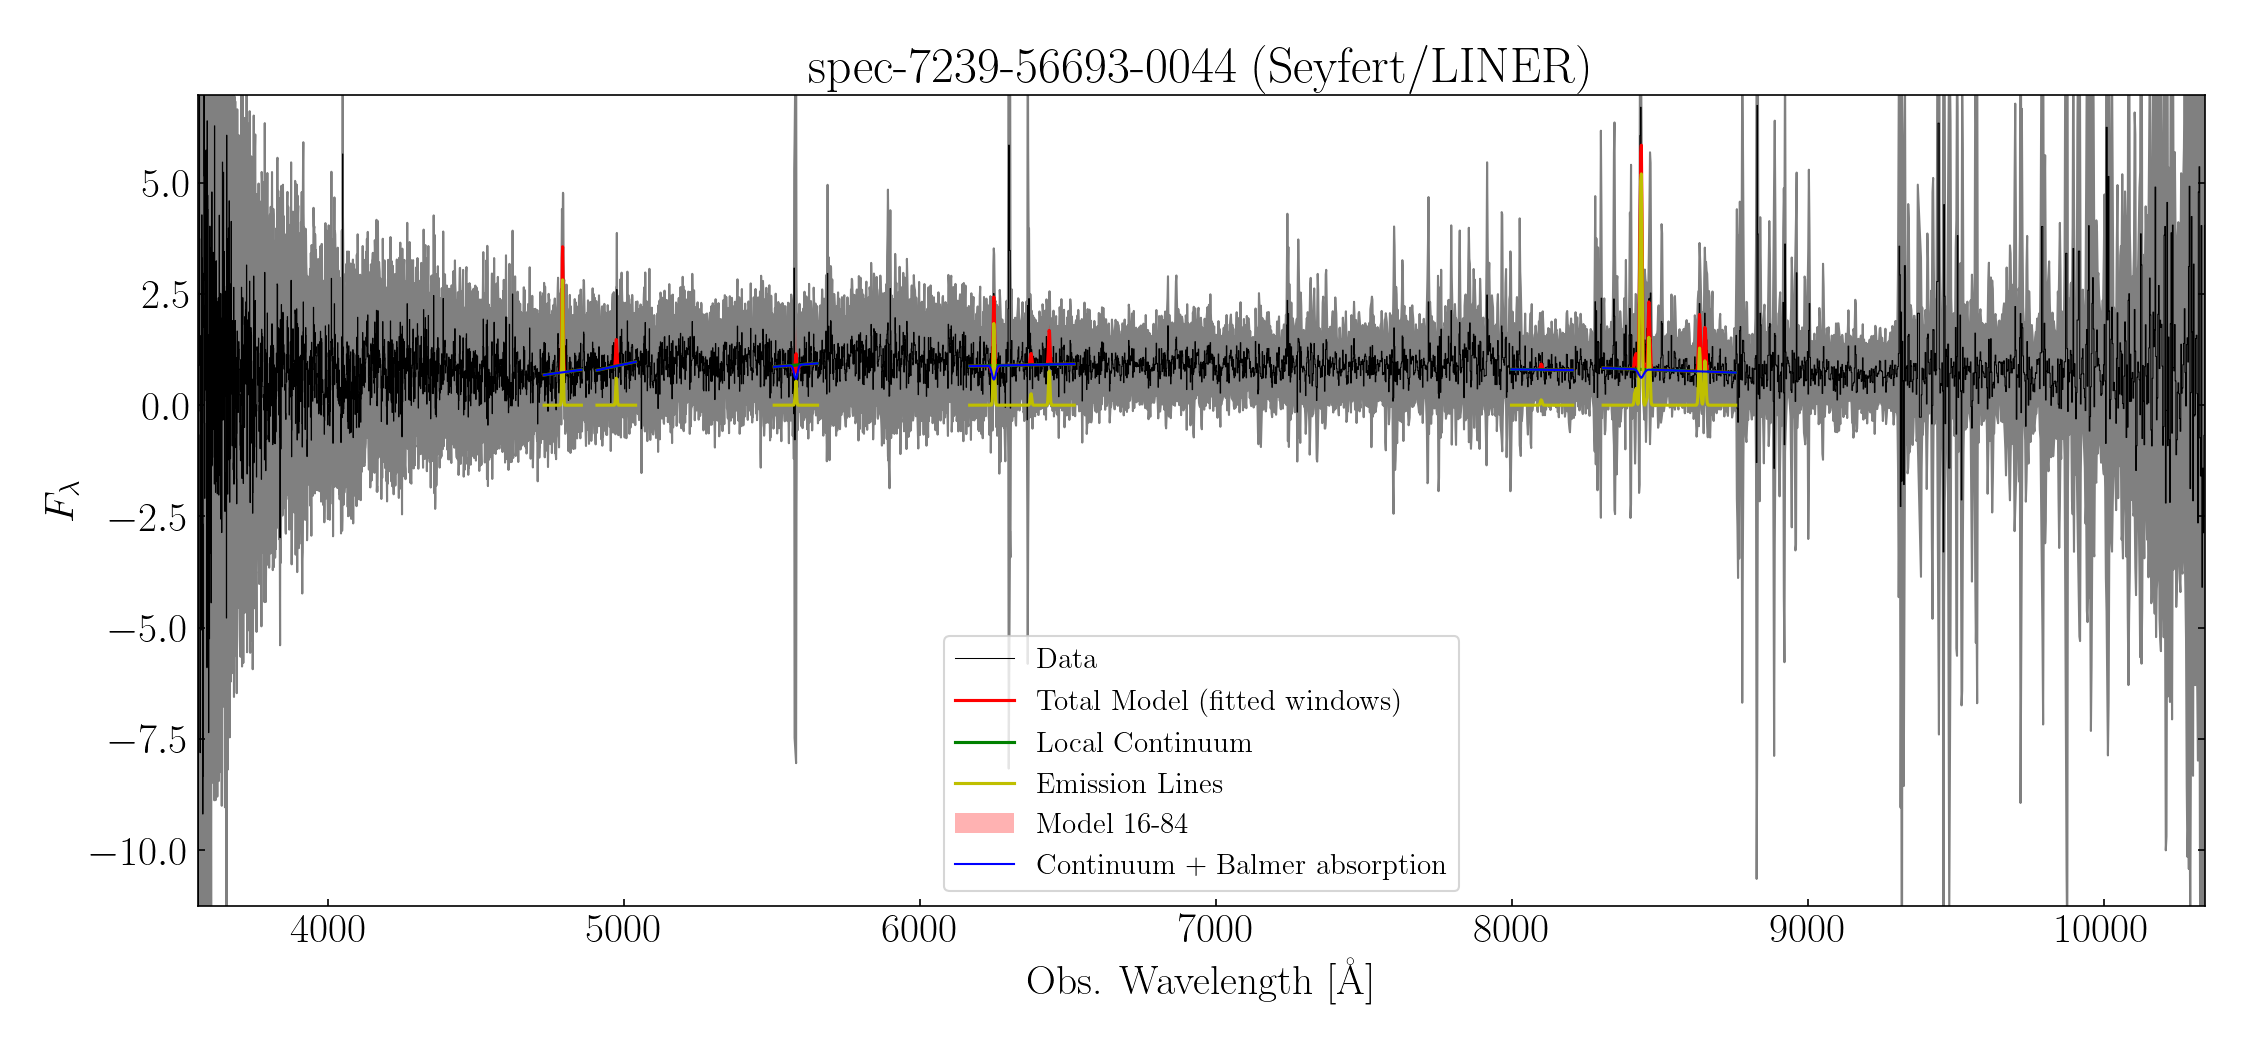 spec-7239-56693-0044 (Seyfert/LINER)
5.0
2.5
0.0
−2.5
−5.0
−7.5
−10.0
F_λ
Data
Total Model (fitted windows)
Local Continuum
Emission Lines
Model 16-84
Continuum + Balmer absorption
4000 5000 6000 7000 8000 9000 10000
Obs. Wavelength [Å]